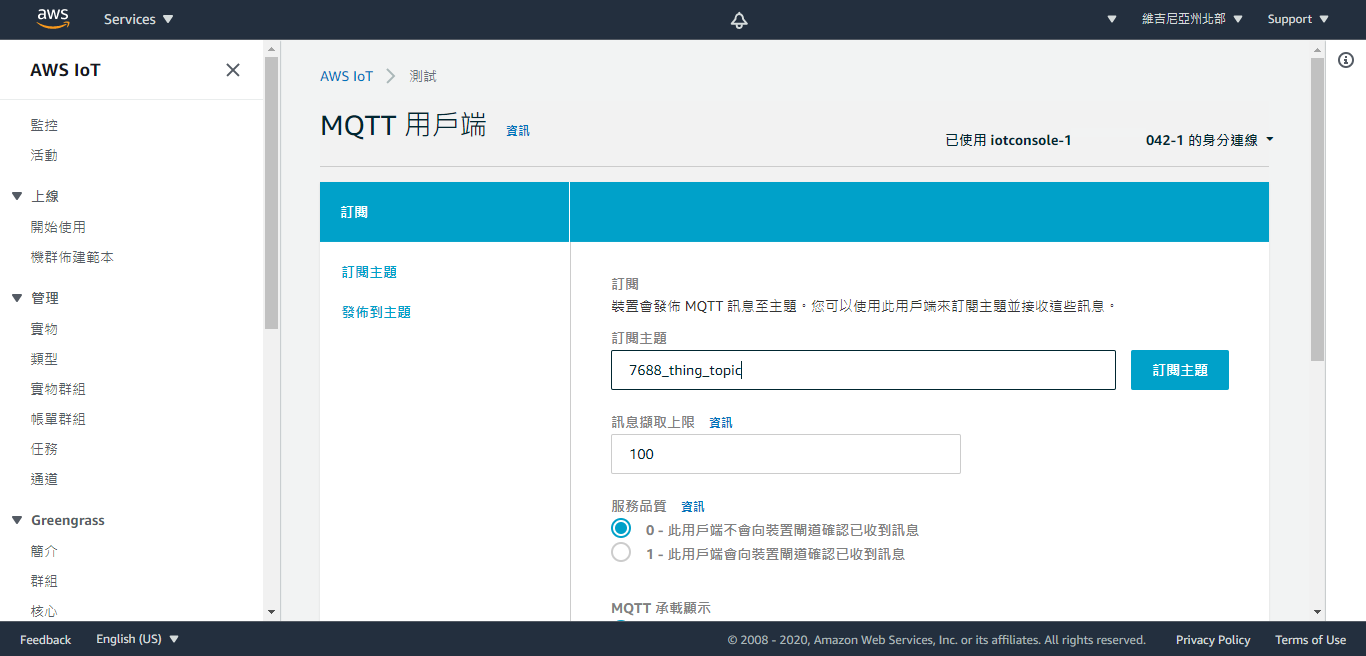 aws Services 維吉尼亞州北部 Support
AWS IoT
監控
活動
上線
開始使用
機群佈建範本
管理
實物
類型
實物群組
帳單群組
任務
通道
Greengrass
簡介
群組
核心
AWS IoT 測試
MQTT 用戶端 資訊
已使用 iotconsole-1 042-1 的身分連線
訂閱
訂閱主題
發佈到主題
訂閱
裝置會發佈 MQTT 訊息至主題。您可以使用此用戶端來訂閱主題並接收這些訊息。
訂閱主題
7688_thing_topic 訂閱主題
訊息擷取上限 資訊
100
服務品質 資訊
0 - 此用戶端不會向裝置閘道確認已收到訊息
1 - 此用戶端會向裝置閘道確認已收到訊息
MQTT 承載顯示
Feedback English (US) © 2008 - 2020, Amazon Web Services, Inc. or its affiliates. All rights reserved. Privacy Policy Terms of Use